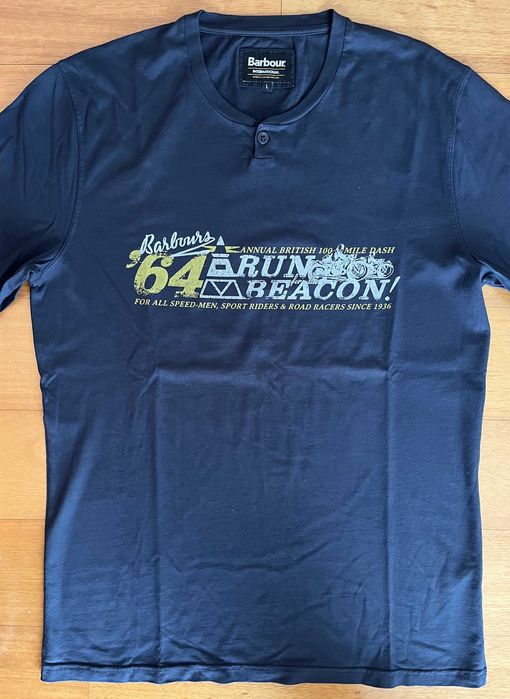 Barbour
INTERNATIONAL
L
Barbours
ANNUAL BRITISH 100 MILE DASH
'64 RUN
BEACON!
FOR ALL SPEED-MEN, SPORT RIDERS & ROAD RACERS SINCE 1936